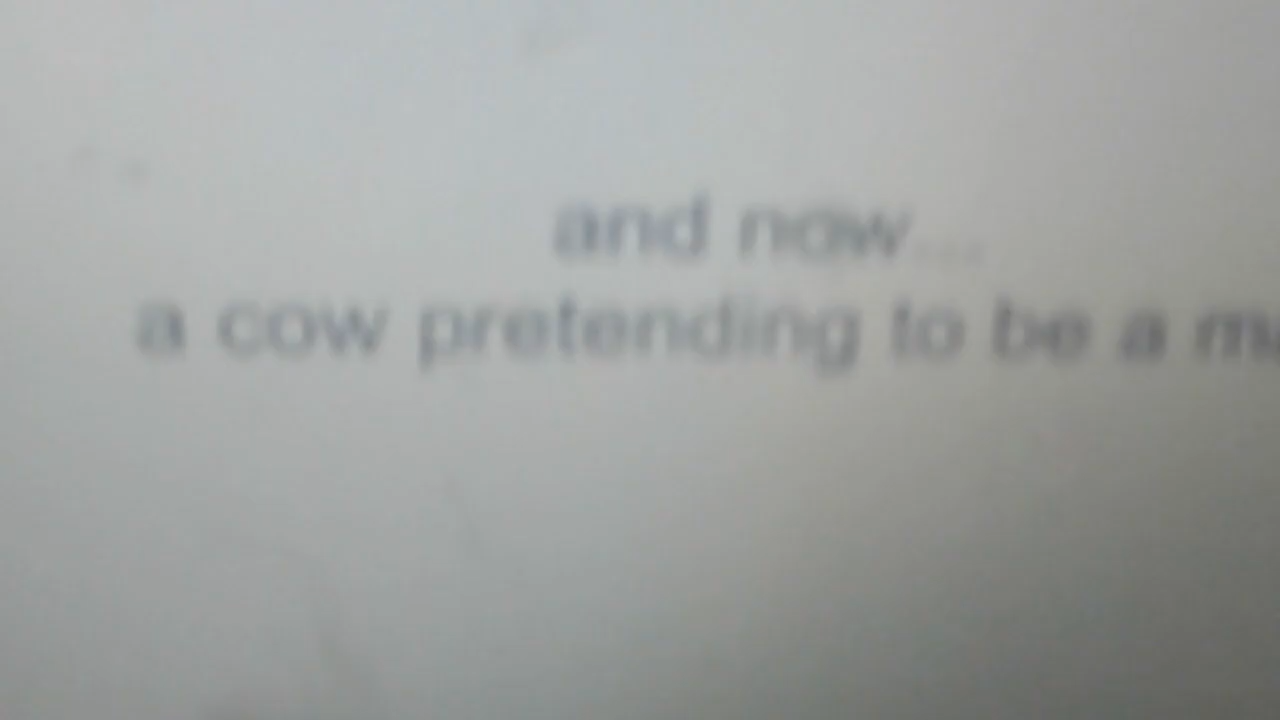 and now...
a cow pretending to be a